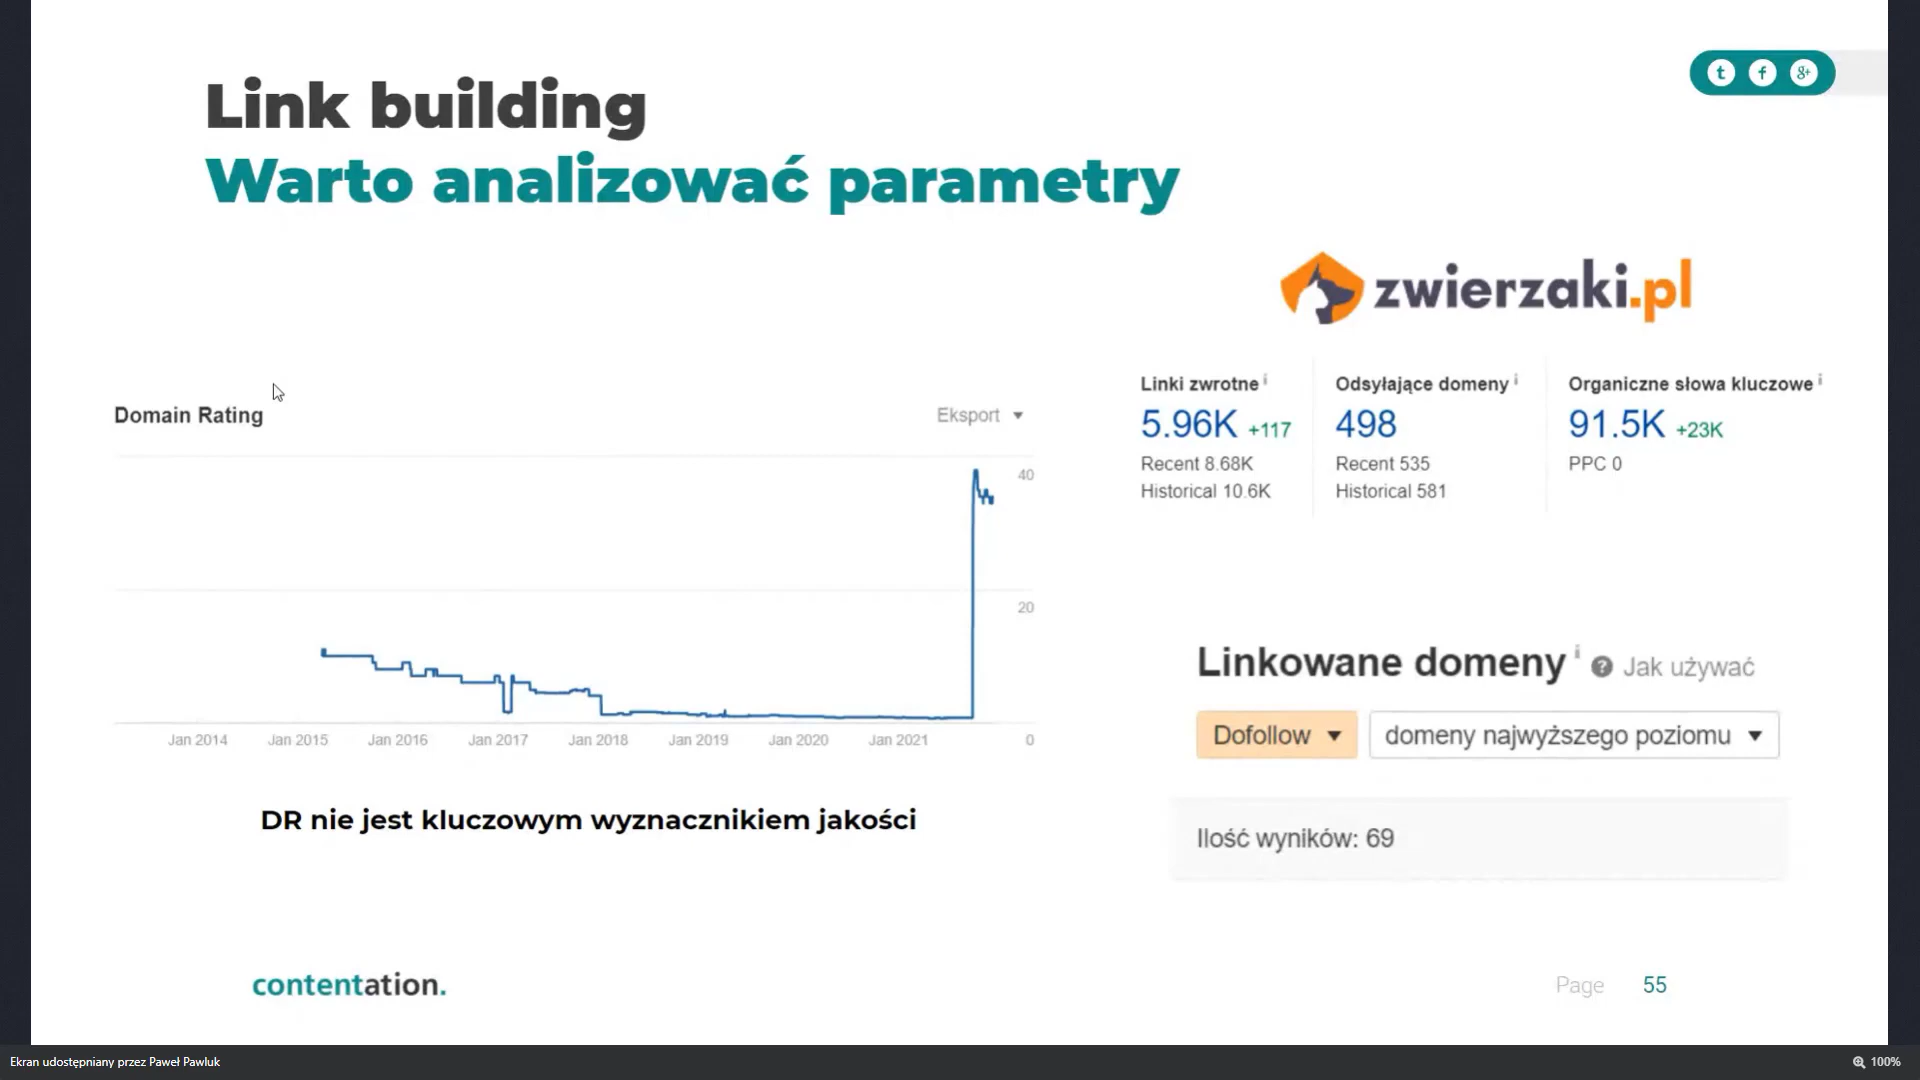 Link building
Warto analizować parametry
t f g+
zwierzaki.pl
Domain Rating
Eksport
40
20
0
Jan 2014 Jan 2015 Jan 2016 Jan 2017 Jan 2018 Jan 2019 Jan 2020 Jan 2021
DR nie jest kluczowym wyznacznikiem jakości
Linki zwrotne i
5.96K +117
Recent 8.68K
Historical 10.6K
Odsyłające domeny i
498
Recent 535
Historical 581
Organiczne słowa kluczowe i
91.5K +23K
PPC 0
Linkowane domeny i ? Jak używać
Dofollow domeny najwyższego poziomu
Ilość wyników: 69
contentation.
Page 55
Ekran udostępniany przez Paweł Pawluk
100%